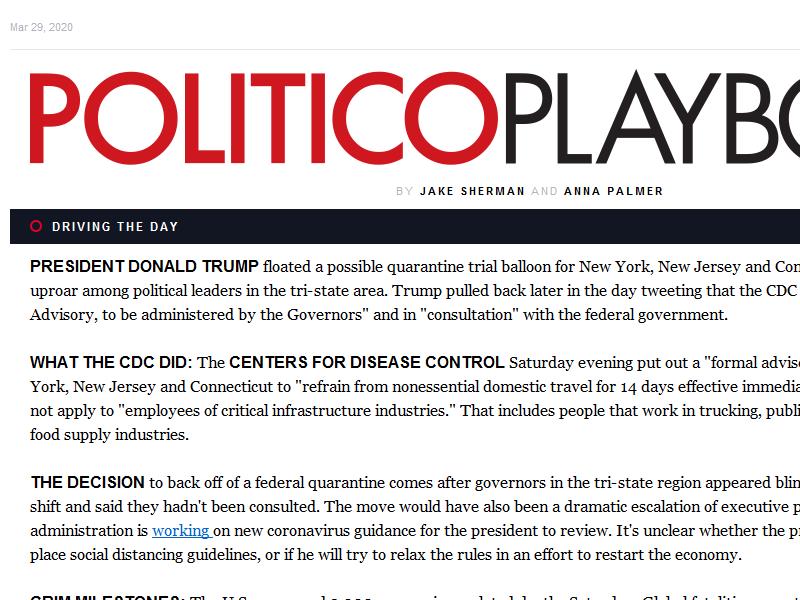 Mar 29, 2020
POLITICOPLAYB
BY JAKE SHERMAN AND ANNA PALMER
DRIVING THE DAY
PRESIDENT DONALD TRUMP floated a possible quarantine trial balloon for New York, New Jersey and Con
uproar among political leaders in the tri-state area. Trump pulled back later in the day tweeting that the CDC
Advisory, to be administered by the Governors" and in "consultation" with the federal government.
WHAT THE CDC DID: The CENTERS FOR DISEASE CONTROL Saturday evening put out a "formal advis
York, New Jersey and Connecticut to "refrain from nonessential domestic travel for 14 days effective immedia
not apply to "employees of critical infrastructure industries." That includes people that work in trucking, publi
food supply industries.
THE DECISION to back off of a federal quarantine comes after governors in the tri-state region appeared blin
shift and said they hadn't been consulted. The move would have also been a dramatic escalation of executive p
administration is working on new coronavirus guidance for the president to review. It's unclear whether the pr
place social distancing guidelines, or if he will try to relax the rules in an effort to restart the economy.
GRIM MILESTONES: The U.S.